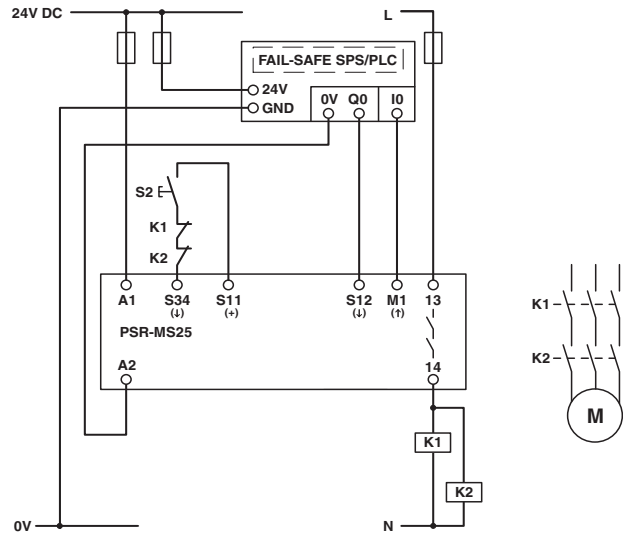 24V DC
L
FAIL-SAFE SPS/PLC
24V
GND
0V Q0 I0
S2
K1
K2
A1 S34 S11 S12 M1 13
(↓) (+) (↓) (↑)
PSR-MS25
A2 14
K1
K2
0V
N
K1
K2
M